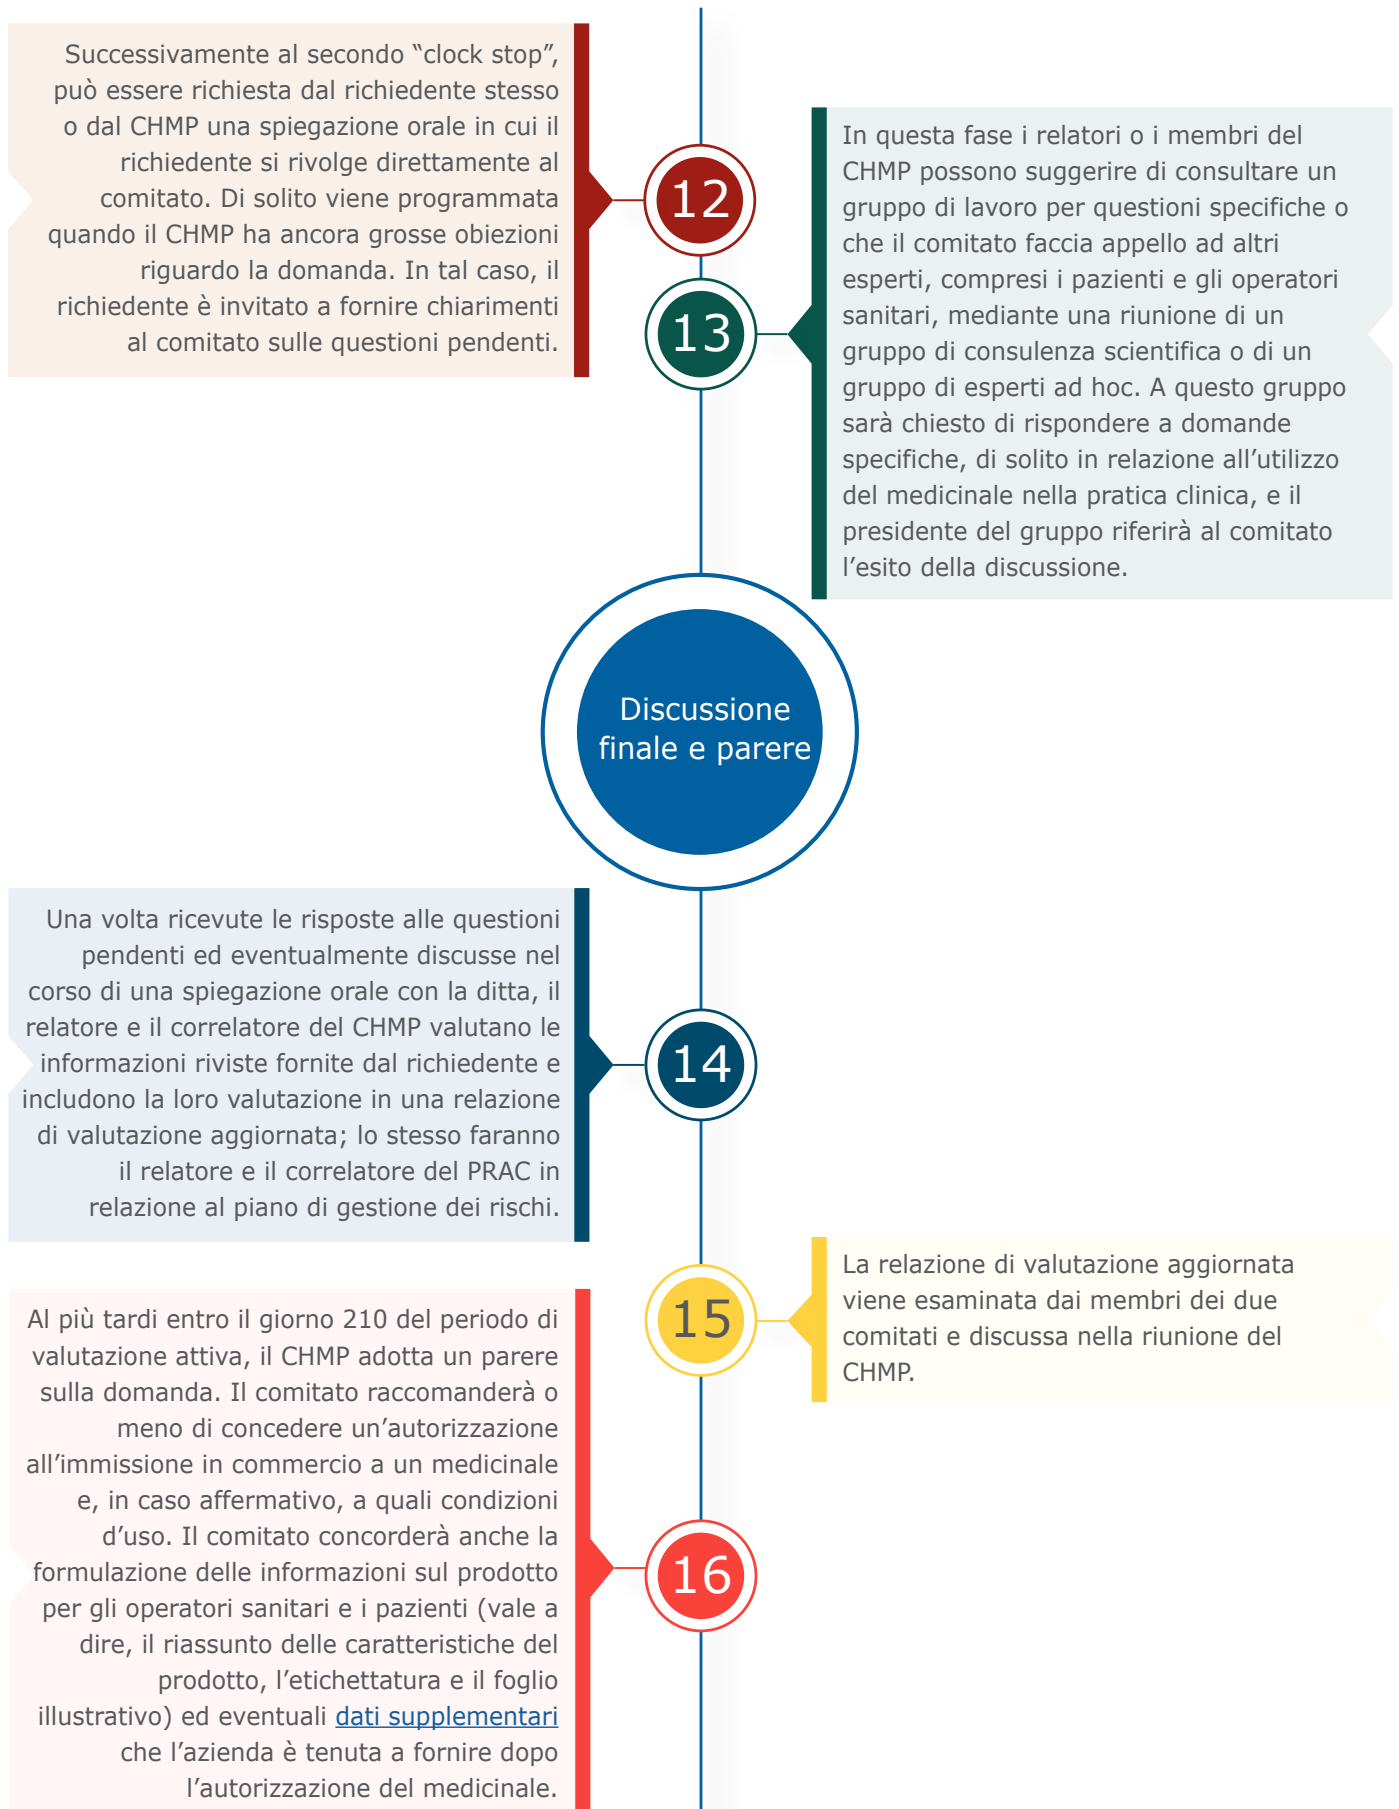 Successivamente al secondo “clock stop”,
può essere richiesta dal richiedente stesso
o dal CHMP una spiegazione orale in cui il
richiedente si rivolge direttamente al
comitato. Di solito viene programmata
quando il CHMP ha ancora grosse obiezioni
riguardo la domanda. In tal caso, il
richiedente è invitato a fornire chiarimenti
al comitato sulle questioni pendenti.
12
13
In questa fase i relatori o i membri del
CHMP possono suggerire di consultare un
gruppo di lavoro per questioni specifiche o
che il comitato faccia appello ad altri
esperti, compresi i pazienti e gli operatori
sanitari, mediante una riunione di un
gruppo di consulenza scientifica o di un
gruppo di esperti ad hoc. A questo gruppo
sarà chiesto di rispondere a domande
specifiche, di solito in relazione all’utilizzo
del medicinale nella pratica clinica, e il
presidente del gruppo riferirà al comitato
l’esito della discussione.
Discussione
finale e parere
Una volta ricevute le risposte alle questioni
pendenti ed eventualmente discusse nel
corso di una spiegazione orale con la ditta, il
relatore e il correlatore del CHMP valutano le
informazioni riviste fornite dal richiedente e
includono la loro valutazione in una relazione
di valutazione aggiornata; lo stesso faranno
il relatore e il correlatore del PRAC in
relazione al piano di gestione dei rischi.
14
15
La relazione di valutazione aggiornata
viene esaminata dai membri dei due
comitati e discussa nella riunione del
CHMP.
Al più tardi entro il giorno 210 del periodo di
valutazione attiva, il CHMP adotta un parere
sulla domanda. Il comitato raccomanderà o
meno di concedere un’autorizzazione
all’immissione in commercio a un medicinale
e, in caso affermativo, a quali condizioni
d’uso. Il comitato concorderà anche la
formulazione delle informazioni sul prodotto
per gli operatori sanitari e i pazienti (vale a
dire, il riassunto delle caratteristiche del
prodotto, l’etichettatura e il foglio
illustrativo) ed eventuali dati supplementari
che l’azienda è tenuta a fornire dopo
l’autorizzazione del medicinale.
16